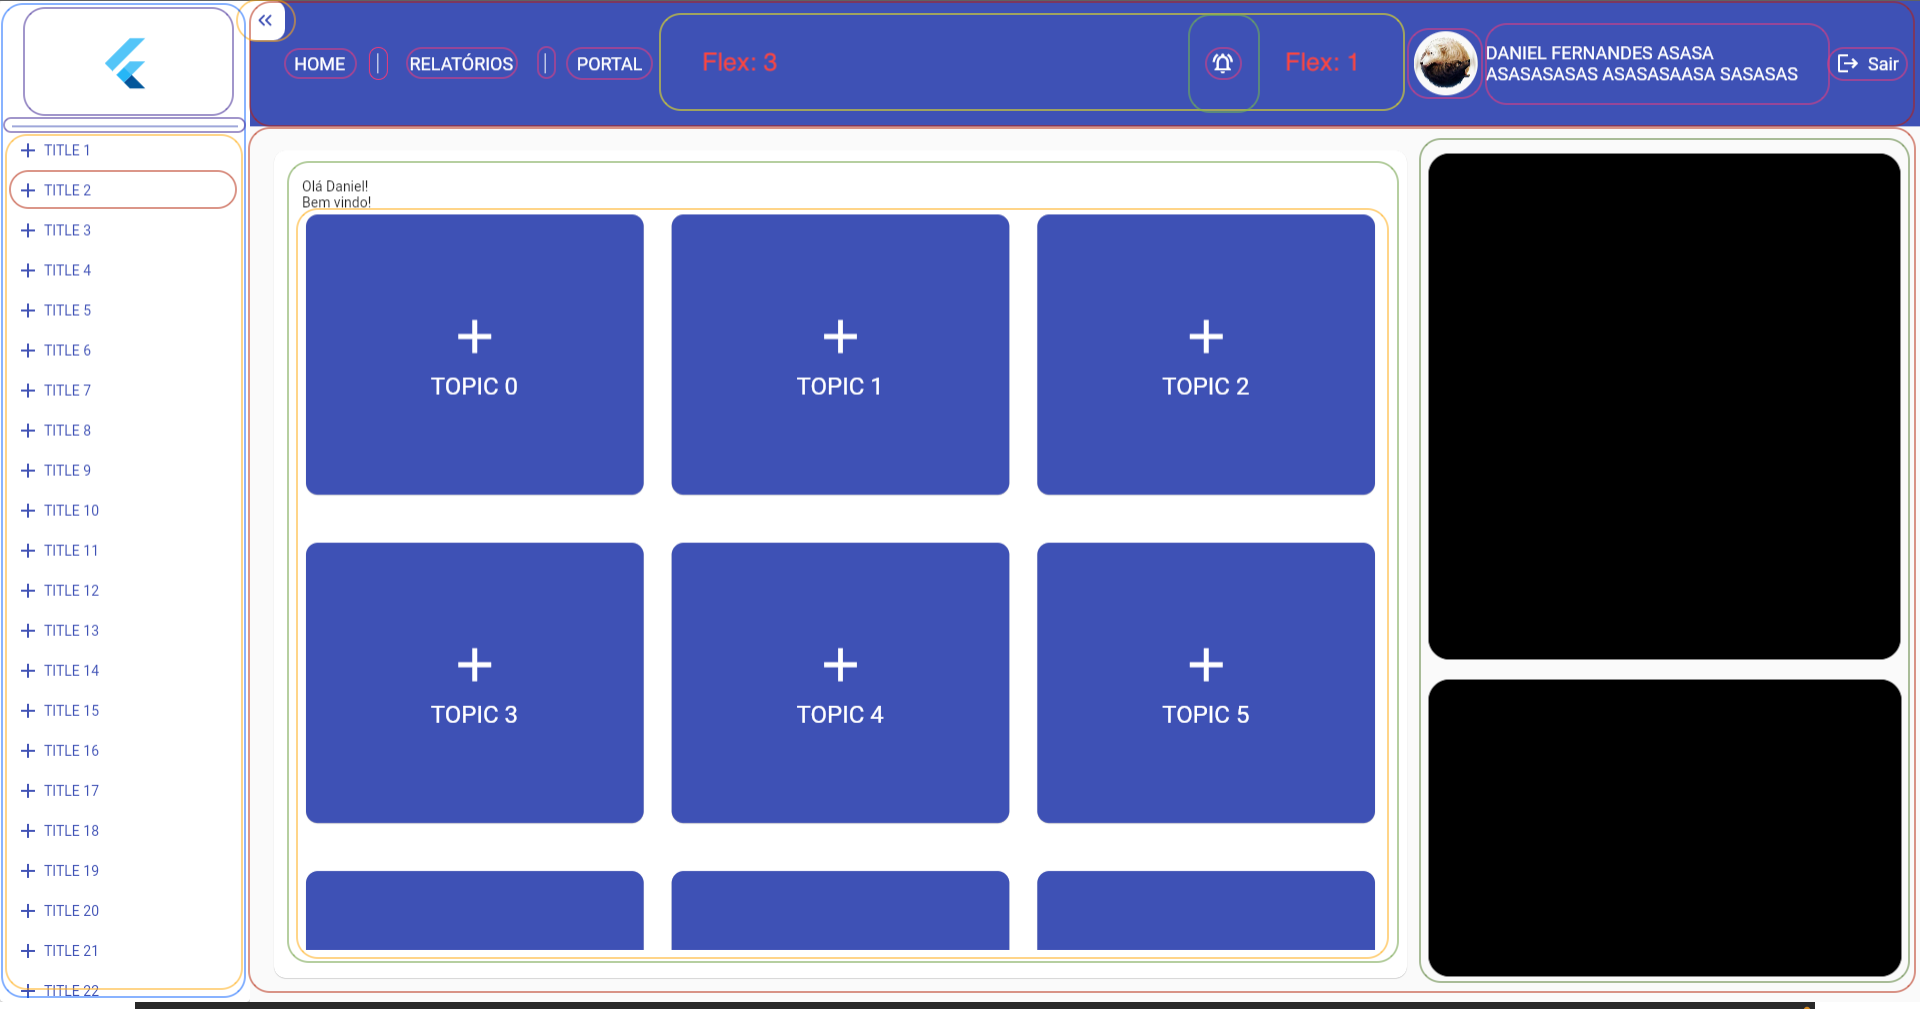 HOME | RELATÓRIOS | PORTAL
Flex: 3
Flex: 1
DANIEL FERNANDES ASASA
ASASASASAS ASASASAASA SASASAS
Sair
TITLE 1
TITLE 2
TITLE 3
TITLE 4
TITLE 5
TITLE 6
TITLE 7
TITLE 8
TITLE 9
TITLE 10
TITLE 11
TITLE 12
TITLE 13
TITLE 14
TITLE 15
TITLE 16
TITLE 17
TITLE 18
TITLE 19
TITLE 20
TITLE 21
TITLE 22
Olá Daniel!
Bem vindo!
TOPIC 0
TOPIC 1
TOPIC 2
TOPIC 3
TOPIC 4
TOPIC 5